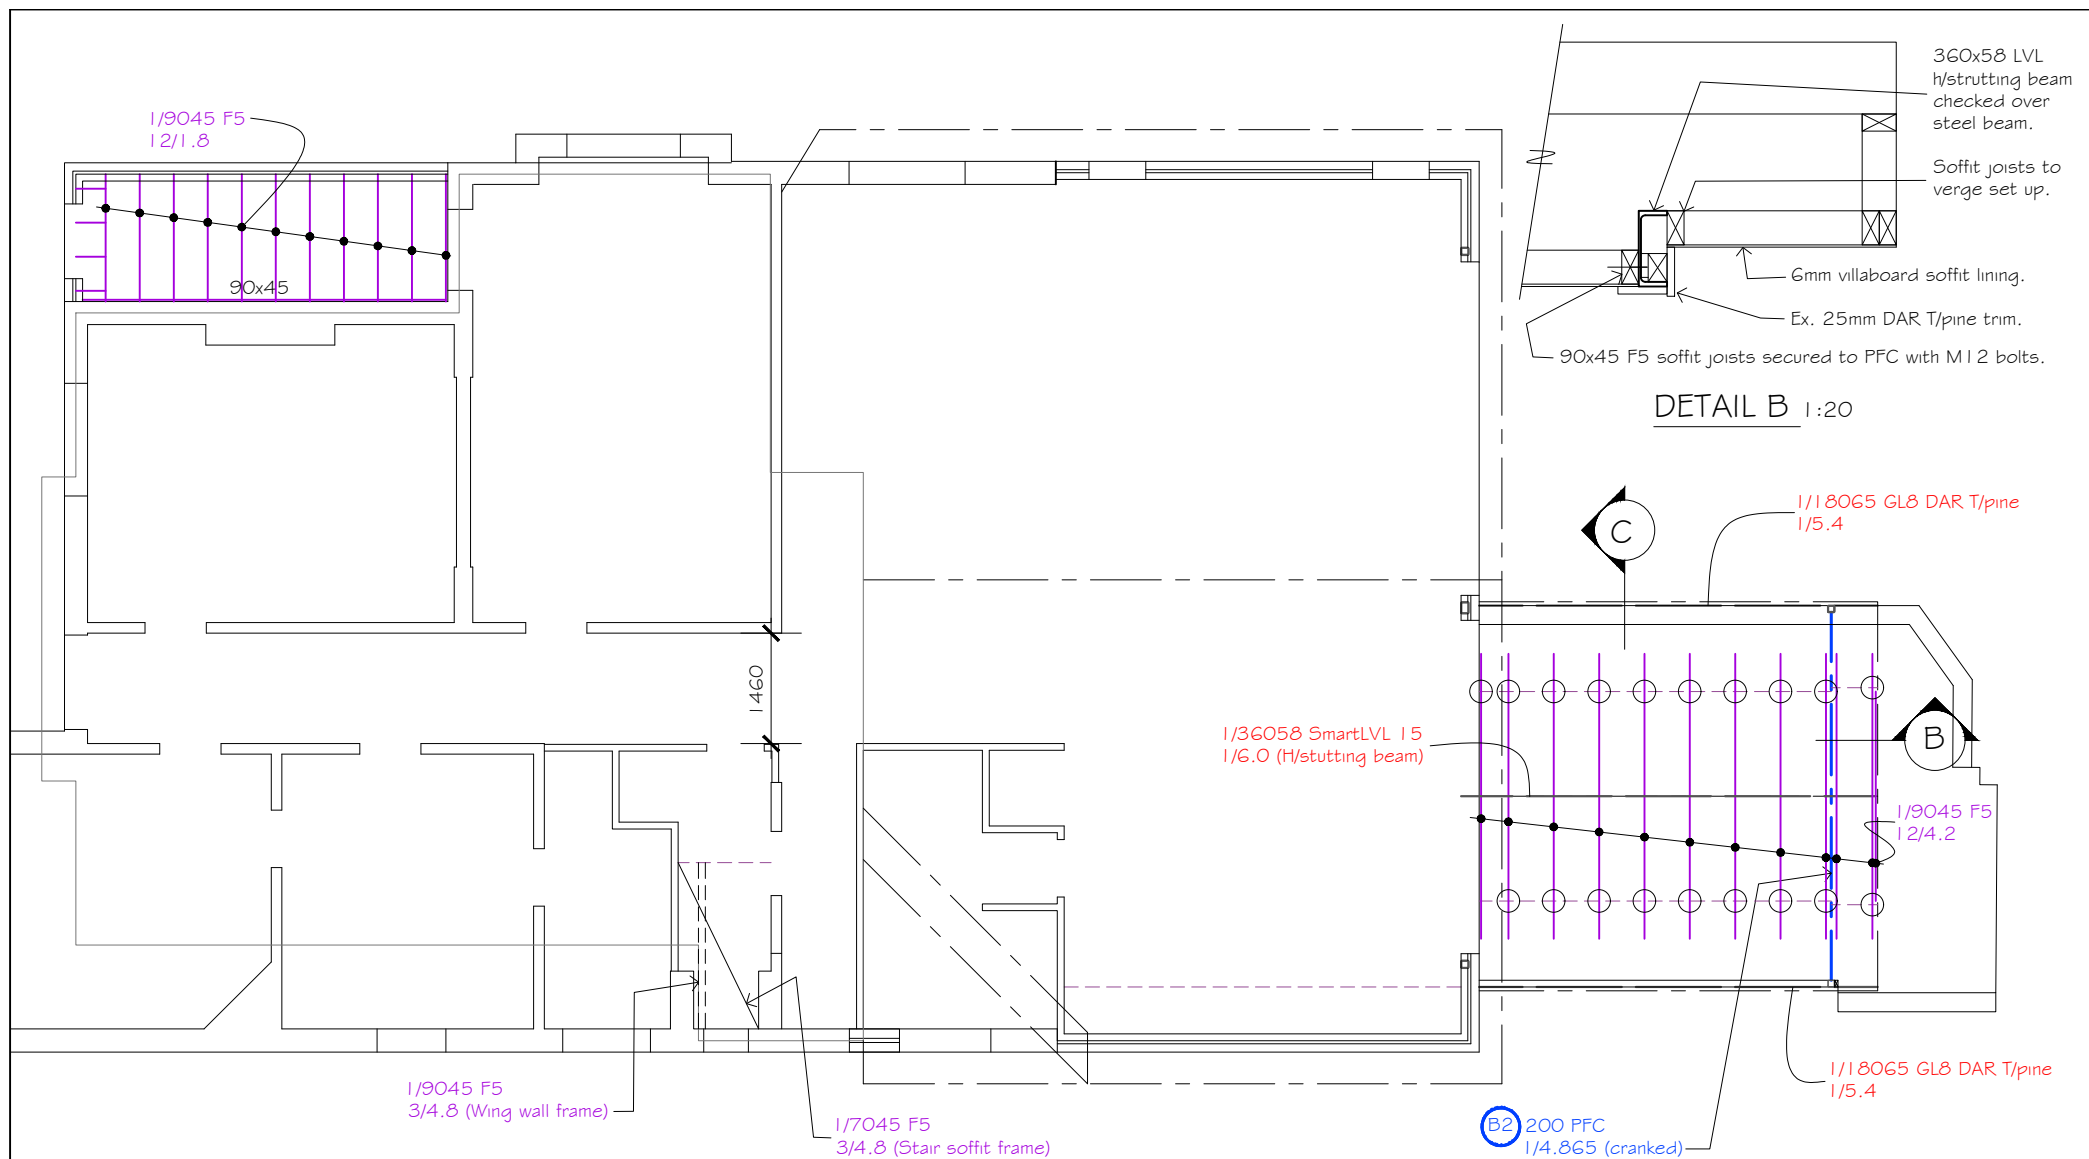 1/9045 F5
12/1.8
90x45
360x58 LVL
h/strutting beam
checked over
steel beam.
Soffit joists to
verge set up.
6mm villaboard soffit lining.
Ex. 25mm DAR T/pine trim.
90x45 F5 soffit joists secured to PFC with M12 bolts.
DETAIL B 1:20
1/18065 GL8 DAR T/pine
1/5.4
C
1460
1/36058 SmartLVL 15
1/6.0 (H/stutting beam)
B
1/9045 F5
12/4.2
1/9045 F5
3/4.8 (Wing wall frame)
1/7045 F5
3/4.8 (Stair soffit frame)
1/18065 GL8 DAR T/pine
1/5.4
B2 200 PFC
1/4.865 (cranked)